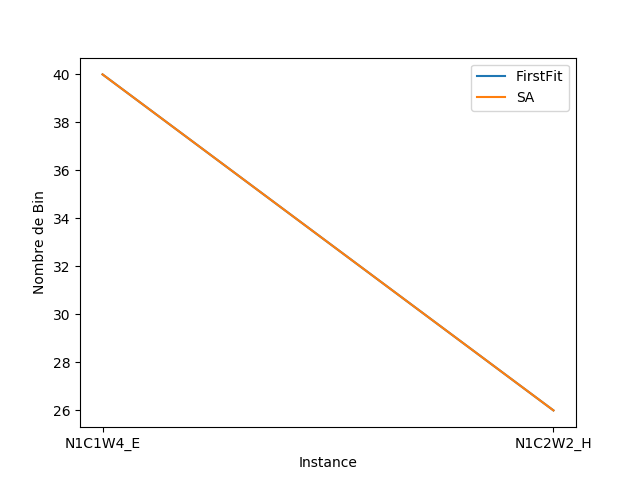 FirstFit
SA
40
38
36
34
32
30
28
26
Nombre de Bin
N1C1W4_E
N1C2W2_H
Instance